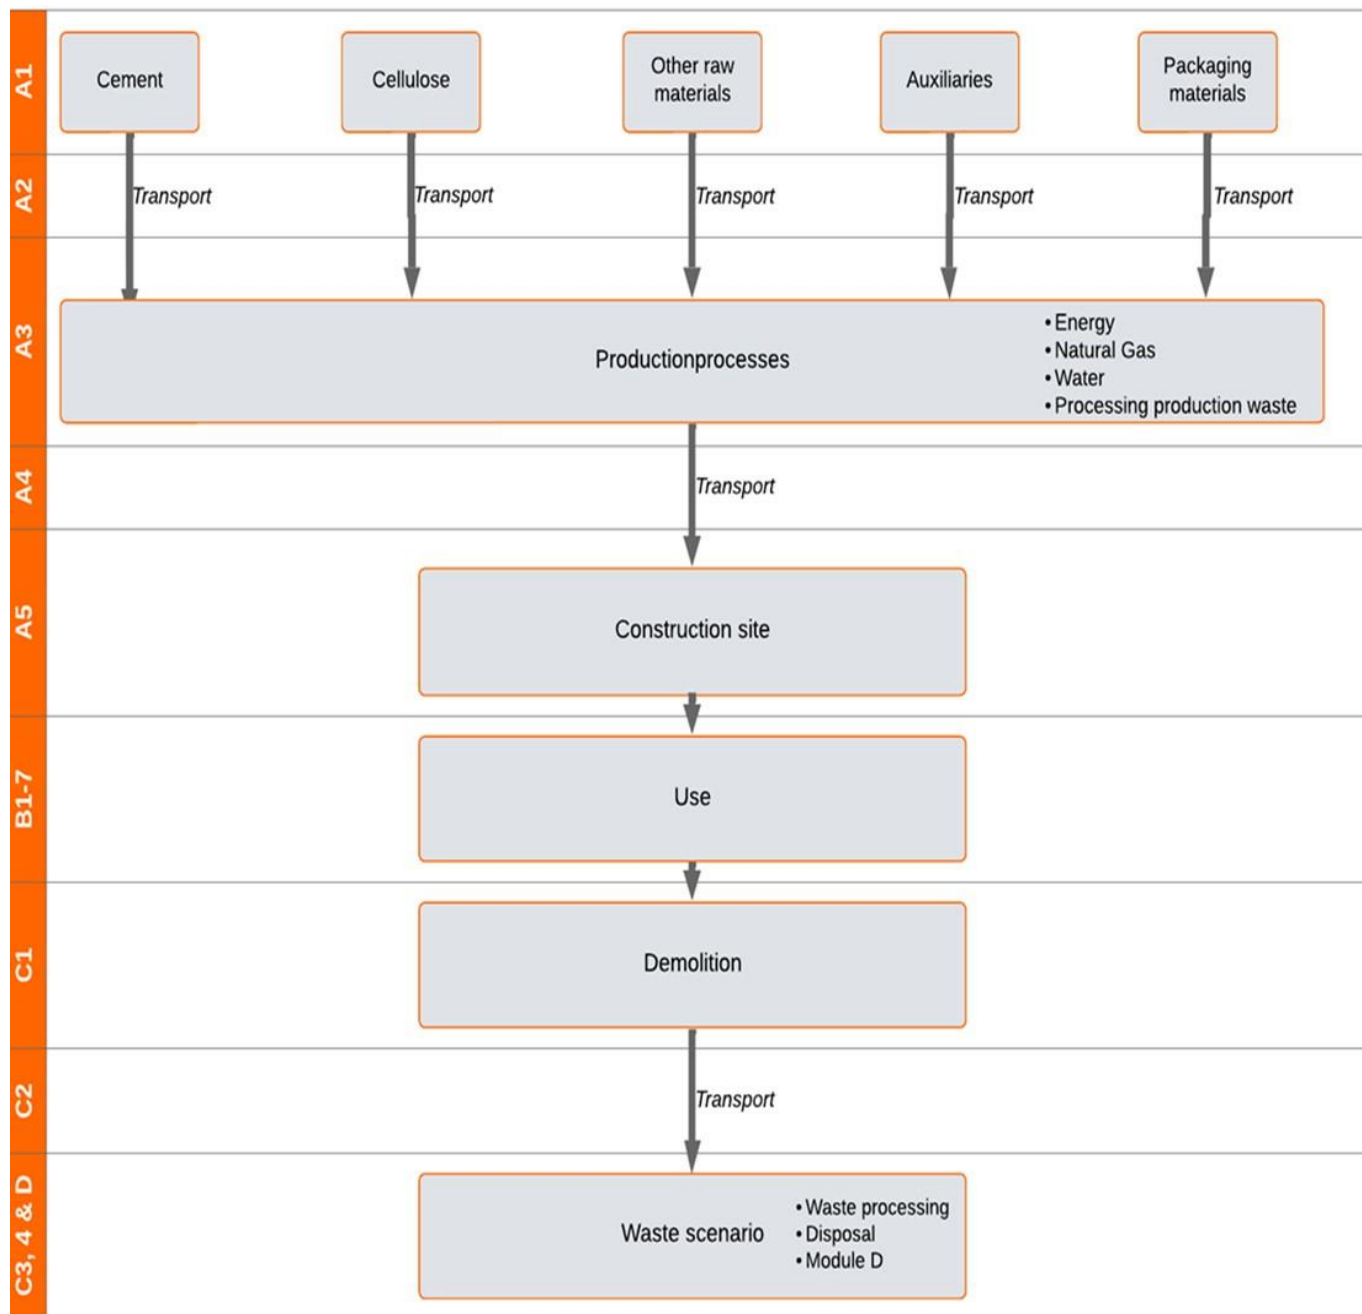 A1
Cement
Cellulose
Other raw
materials
Auxiliaries
Packaging
materials
A2
Transport
Transport
Transport
Transport
Transport
A3
Productionprocesses
• Energy
• Natural Gas
• Water
• Processing production waste
A4
Transport
A5
Construction site
B1-7
Use
C1
Demolition
C2
Transport
C3, 4 & D
Waste scenario
• Waste processing
• Disposal
• Module D